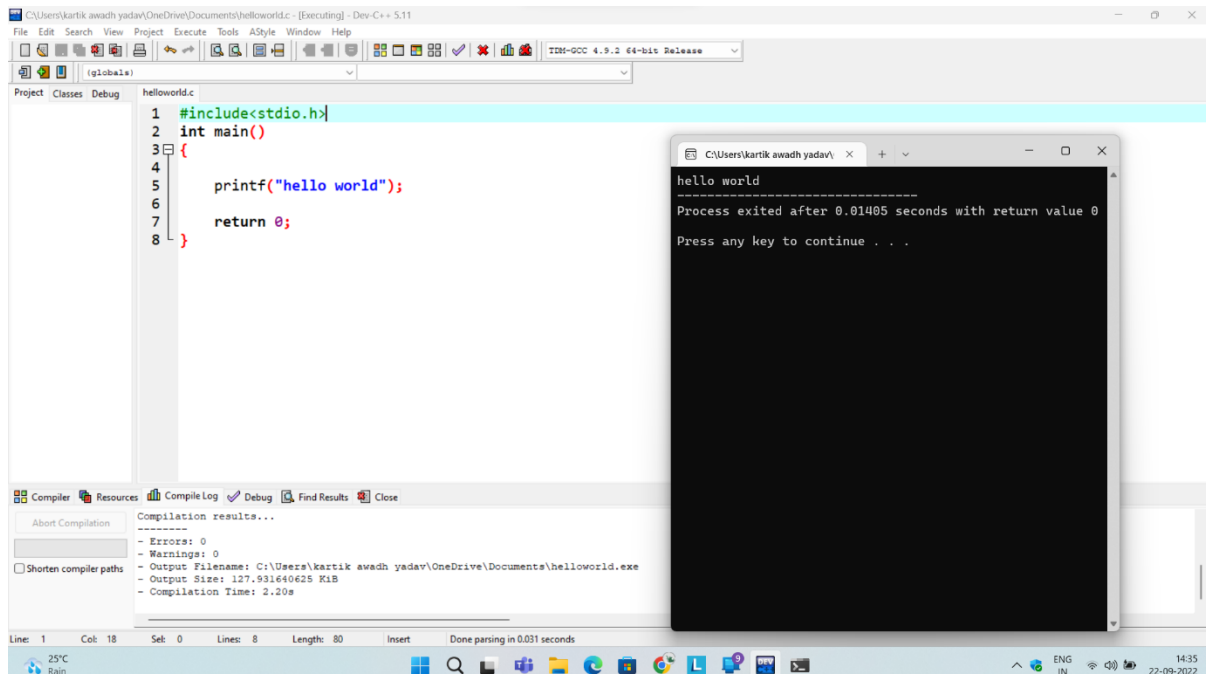 C:\Users\kartik awadh yadav\OneDrive\Documents\helloworld.c - [Executing] - Dev-C++ 5.11
File Edit Search View Project Execute Tools AStyle Window Help
TDM-GCC 4.9.2 64-bit Release
(globals)
Project Classes Debug
helloworld.c
1 #include<stdio.h>
2 int main()
3 {
4
5 printf("hello world");
6
7 return 0;
8 }
C:\Users\kartik awadh yadav\
hello world
--------------------------------
Process exited after 0.01405 seconds with return value 0
Press any key to continue . . .
Compiler Resources Compile Log Debug Find Results Close
Abort Compilation
Shorten compiler paths
Compilation results...
--------
- Errors: 0
- Warnings: 0
- Output Filename: C:\Users\kartik awadh yadav\OneDrive\Documents\helloworld.exe
- Output Size: 127.931640625 KiB
- Compilation Time: 2.20s
Line: 1 Col: 18 Sel: 0 Lines: 8 Length: 80 Insert Done parsing in 0.031 seconds
25°C
Rain
L
9
DEV
ENG
IN
14:35
22-09-2022